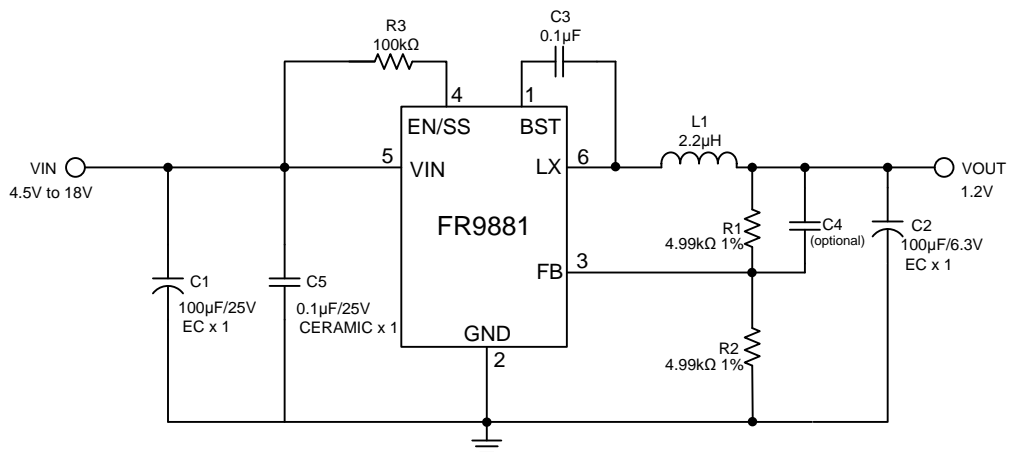 R3
100kΩ
C3
0.1μF
4
1
EN/SS
BST
L1
2.2μH
VIN
4.5V to 18V
5
VIN
LX
6
VOUT
1.2V
FR9881
R1
4.99kΩ 1%
C4
(optional)
C2
100μF/6.3V
EC x 1
FB
3
C1
100μF/25V
EC x 1
C5
0.1μF/25V
CERAMIC x 1
GND
2
R2
4.99kΩ 1%